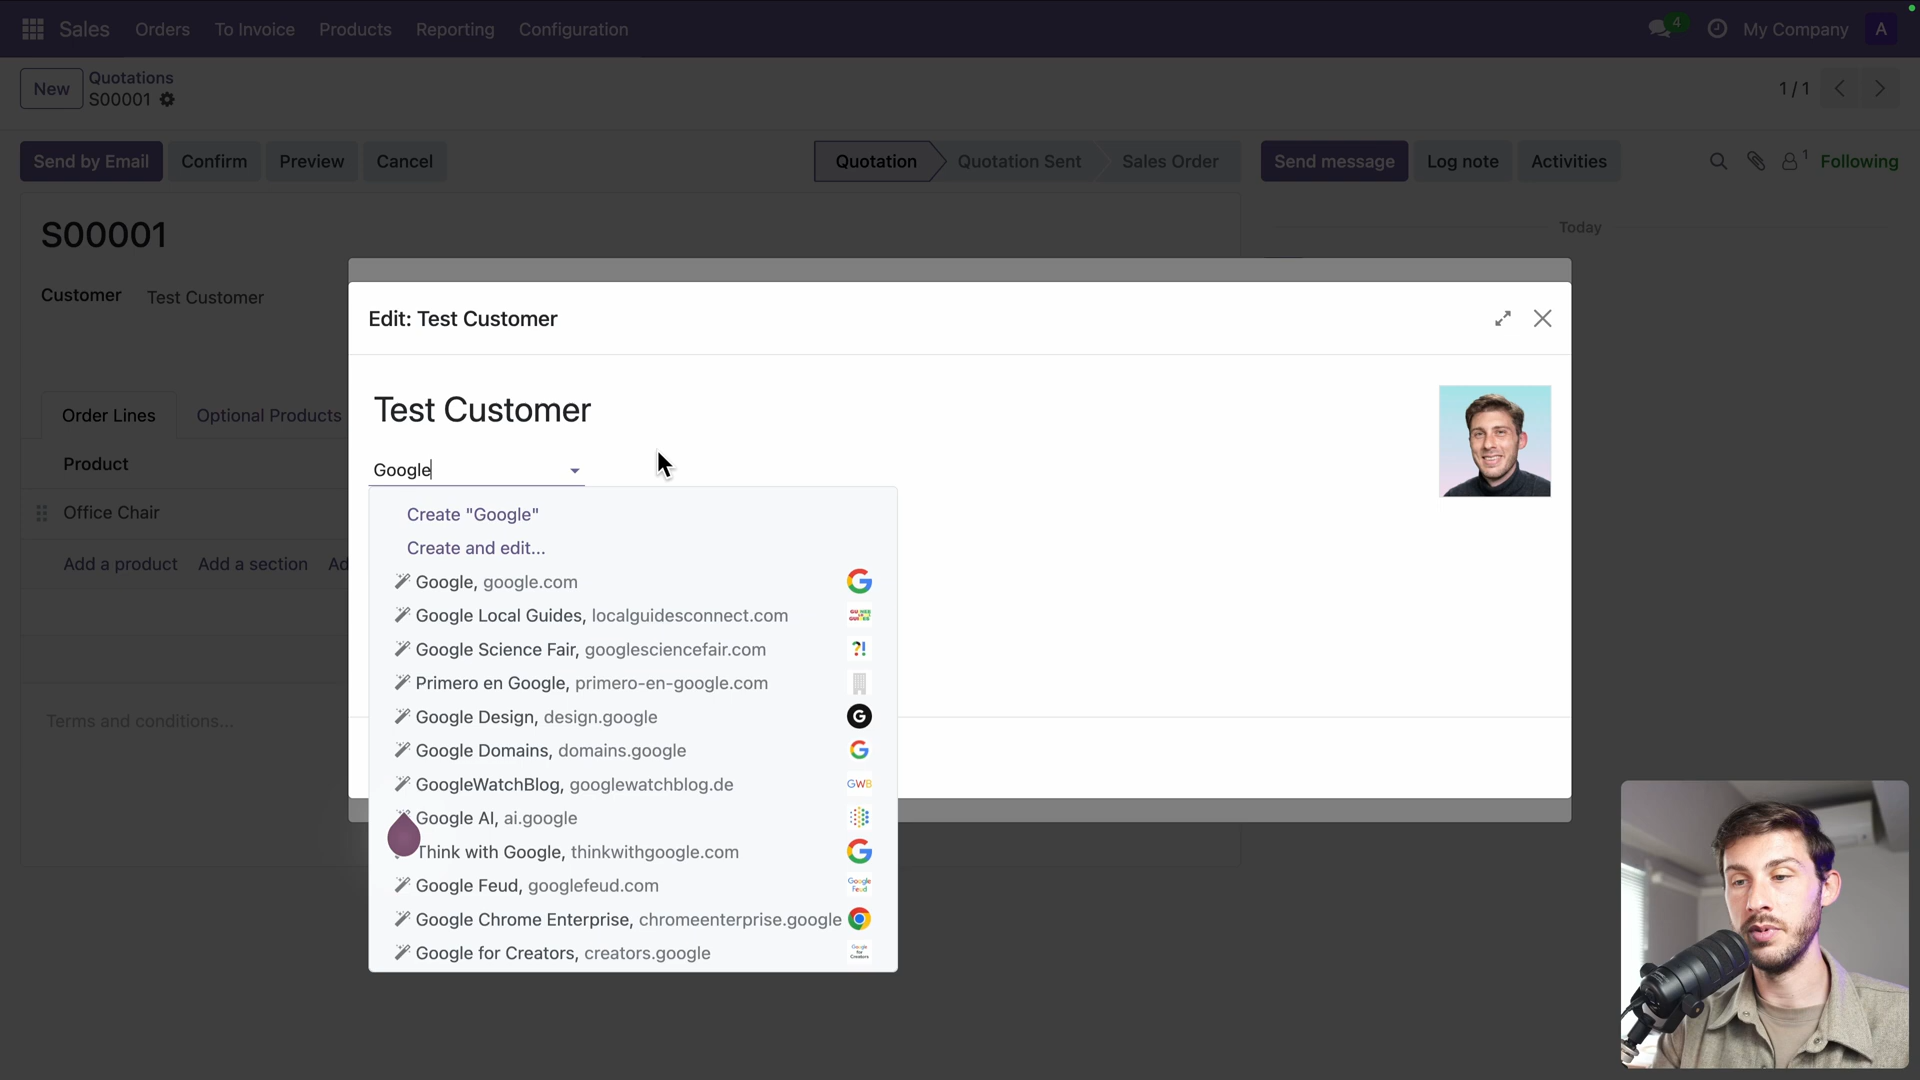 Sales Orders To Invoice Products Reporting Configuration 4 My Company A
New Quotations
S00001
1 / 1
Send by Email Confirm Preview Cancel Quotation Quotation Sent Sales Order Send message Log note Activities 1 Following
S00001
Today
Customer Test Customer
Edit: Test Customer
Order Lines Optional Products
Test Customer
Product
Google
Office Chair
Create "Google"
Create and edit...
Add a product Add a section Ad
Google, google.com
Google Local Guides, localguidesconnect.com
Google Science Fair, googlesciencefair.com
Primero en Google, primero-en-google.com
Google Design, design.google
Terms and conditions...
Google Domains, domains.google
GoogleWatchBlog, googlewatchblog.de GWB
Google AI, ai.google
Think with Google, thinkwithgoogle.com
Google Feud, googlefeud.com Google Feud
Google Chrome Enterprise, chromeenterprise.google
Google for Creators, creators.google Google for Creators